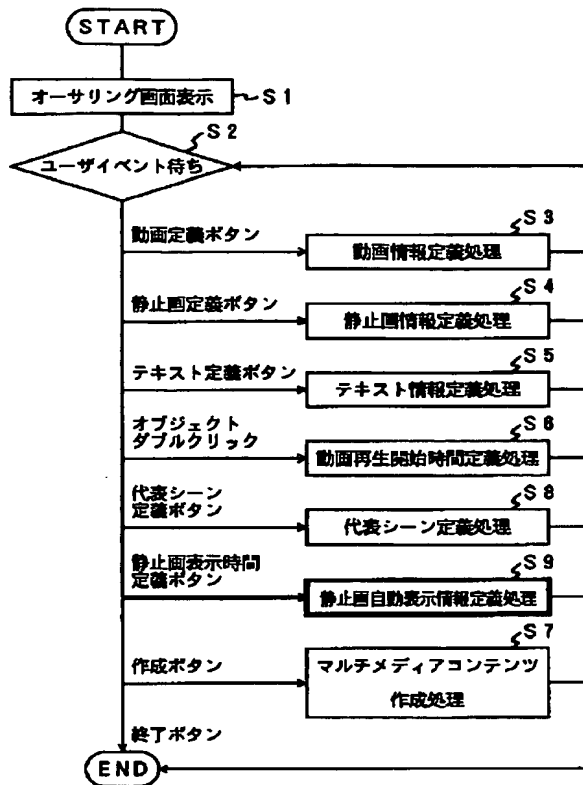 START
オーサリング画面表示
S1
S2
ユーザイベント待ち
動画定義ボタン
S3
動画情報定義処理
静止画定義ボタン
S4
静止画情報定義処理
テキスト定義ボタン
S5
テキスト情報定義処理
オブジェクト
ダブルクリック
S6
動画再生開始時間定義処理
代表シーン
定義ボタン
S8
代表シーン定義処理
静止画表示時間
定義ボタン
S9
静止画自動表示情報定義処理
作成ボタン
S7
マルチメディアコンテンツ
作成処理
終了ボタン
END